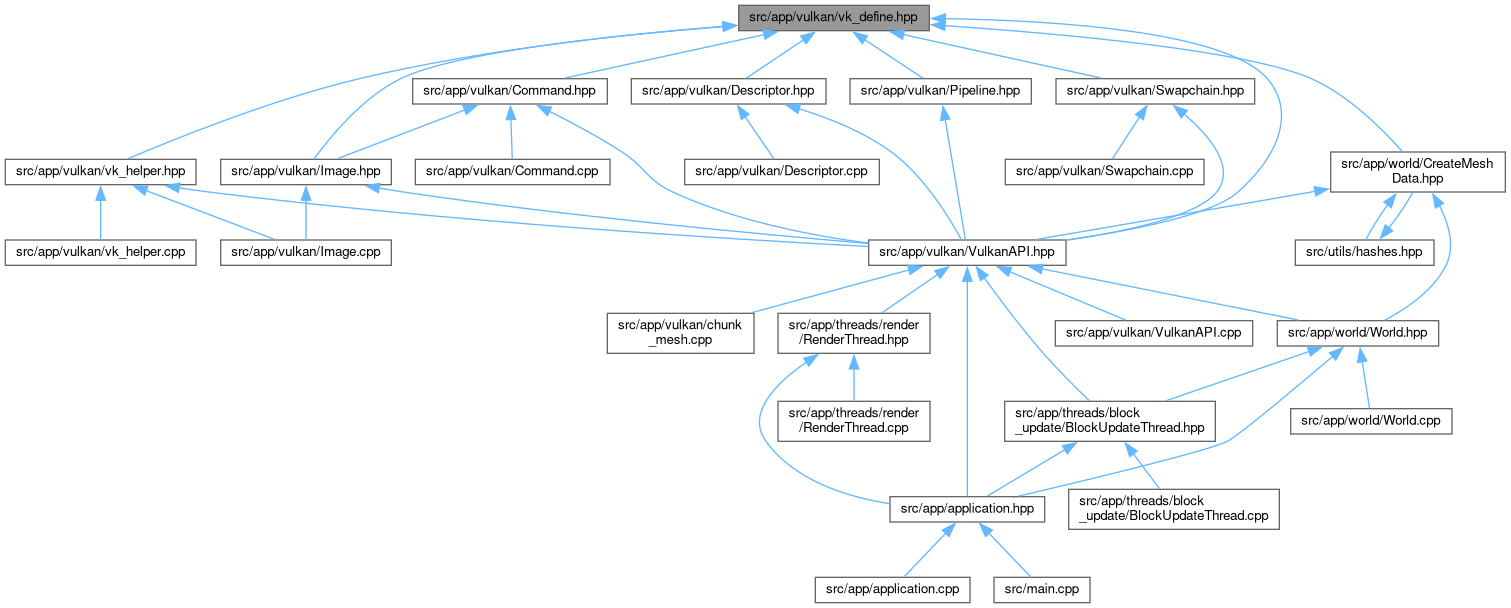 src/app/vulkan/vk_define.hpp
src/app/vulkan/Command.hpp
src/app/vulkan/Descriptor.hpp
src/app/vulkan/Pipeline.hpp
src/app/vulkan/Swapchain.hpp
src/app/vulkan/vk_helper.hpp
src/app/vulkan/Image.hpp
src/app/vulkan/Command.cpp
src/app/vulkan/Descriptor.cpp
src/app/vulkan/Swapchain.cpp
src/app/world/CreateMesh
Data.hpp
src/app/vulkan/vk_helper.cpp
src/app/vulkan/Image.cpp
src/app/vulkan/VulkanAPI.hpp
src/utils/hashes.hpp
src/app/vulkan/chunk
_mesh.cpp
src/app/threads/render
/RenderThread.hpp
src/app/vulkan/VulkanAPI.cpp
src/app/world/World.hpp
src/app/threads/render
/RenderThread.cpp
src/app/threads/block
_update/BlockUpdateThread.hpp
src/app/world/World.cpp
src/app/application.hpp
src/app/threads/block
_update/BlockUpdateThread.cpp
src/app/application.cpp
src/main.cpp